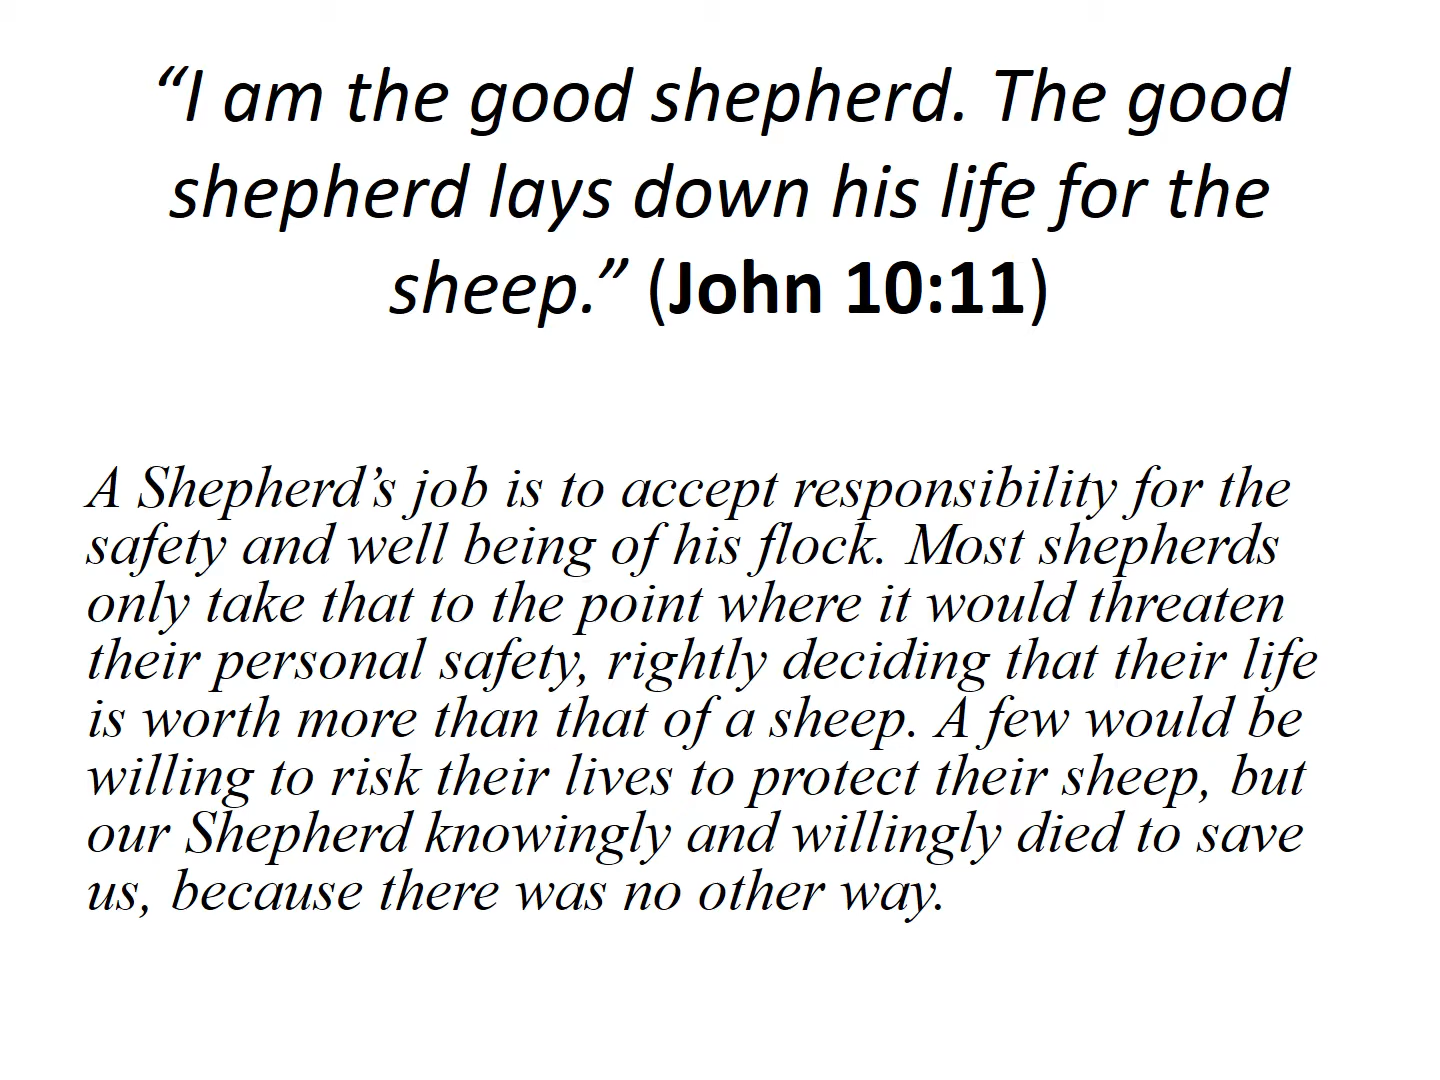 “I am the good shepherd. The good
shepherd lays down his life for the
sheep.” (John 10:11)
A Shepherd’s job is to accept responsibility for the
safety and well being of his flock. Most shepherds
only take that to the point where it would threaten
their personal safety, rightly deciding that their life
is worth more than that of a sheep. A few would be
willing to risk their lives to protect their sheep, but
our Shepherd knowingly and willingly died to save
us, because there was no other way.